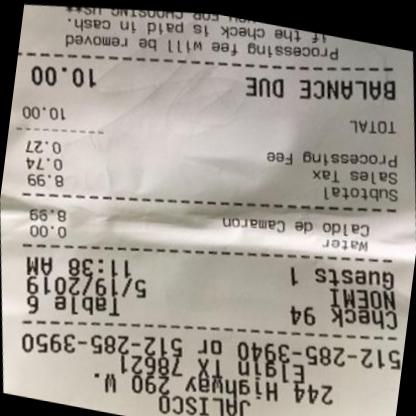 JALISCO
244 Highway 290 W.
Elgin TX 78621
512-285-3940 or 512-285-3950
Check 94 Table 6
NOEMI 5/19/2019
Guests 1 11:38 AM
Water 0.00
Caldo de Camaron 8.99
Subtotal 8.99
Sales Tax 0.74
Processing Fee 0.27
TOTAL 10.00
BALANCE DUE 10.00
Processing fee will be removed
if the check is paid in cash.
YOU FOR CHOOSING US***